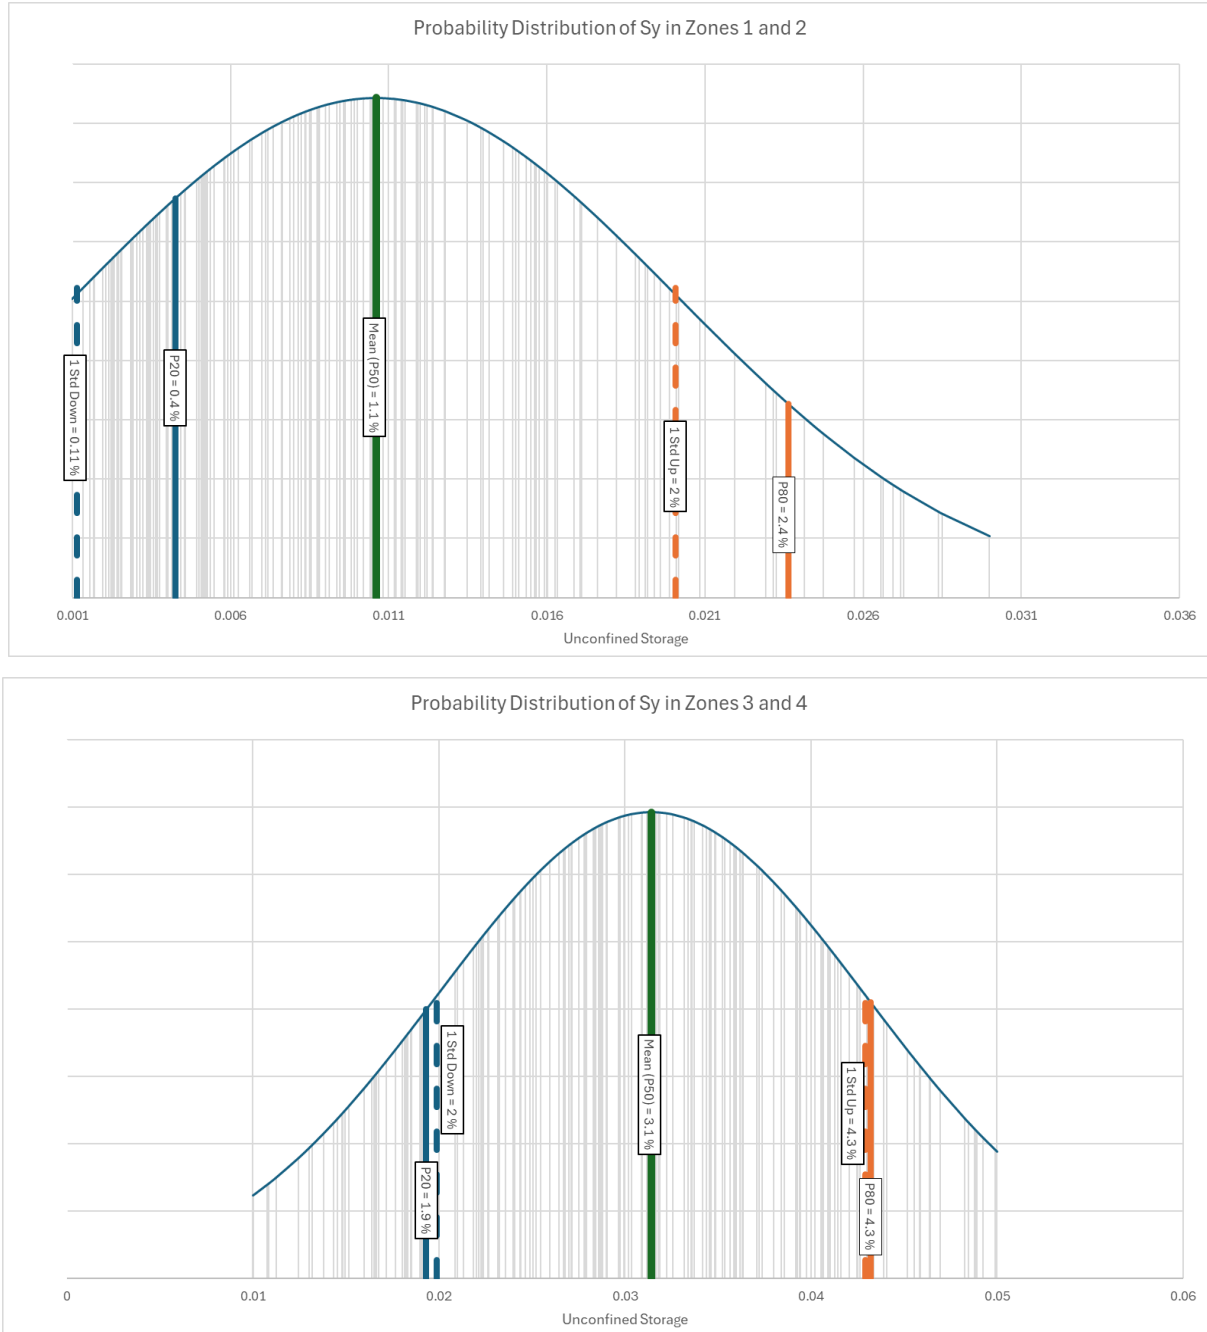 Probability Distribution of Sy in Zones 1 and 2
1 Std Down = 0.11 %
P20 = 0.4 %
Mean (P50) = 1.1 %
1 Std Up = 2 %
P80 = 2.4 %
0.001 0.006 0.011 0.016 0.021 0.026 0.031 0.036
Unconfined Storage
Probability Distribution of Sy in Zones 3 and 4
P20 = 1.9 %
1 Std Down = 2 %
Mean (P50) = 3.1 %
1 Std Up = 4.3 %
P80 = 4.3 %
0 0.01 0.02 0.03 0.04 0.05 0.06
Unconfined Storage